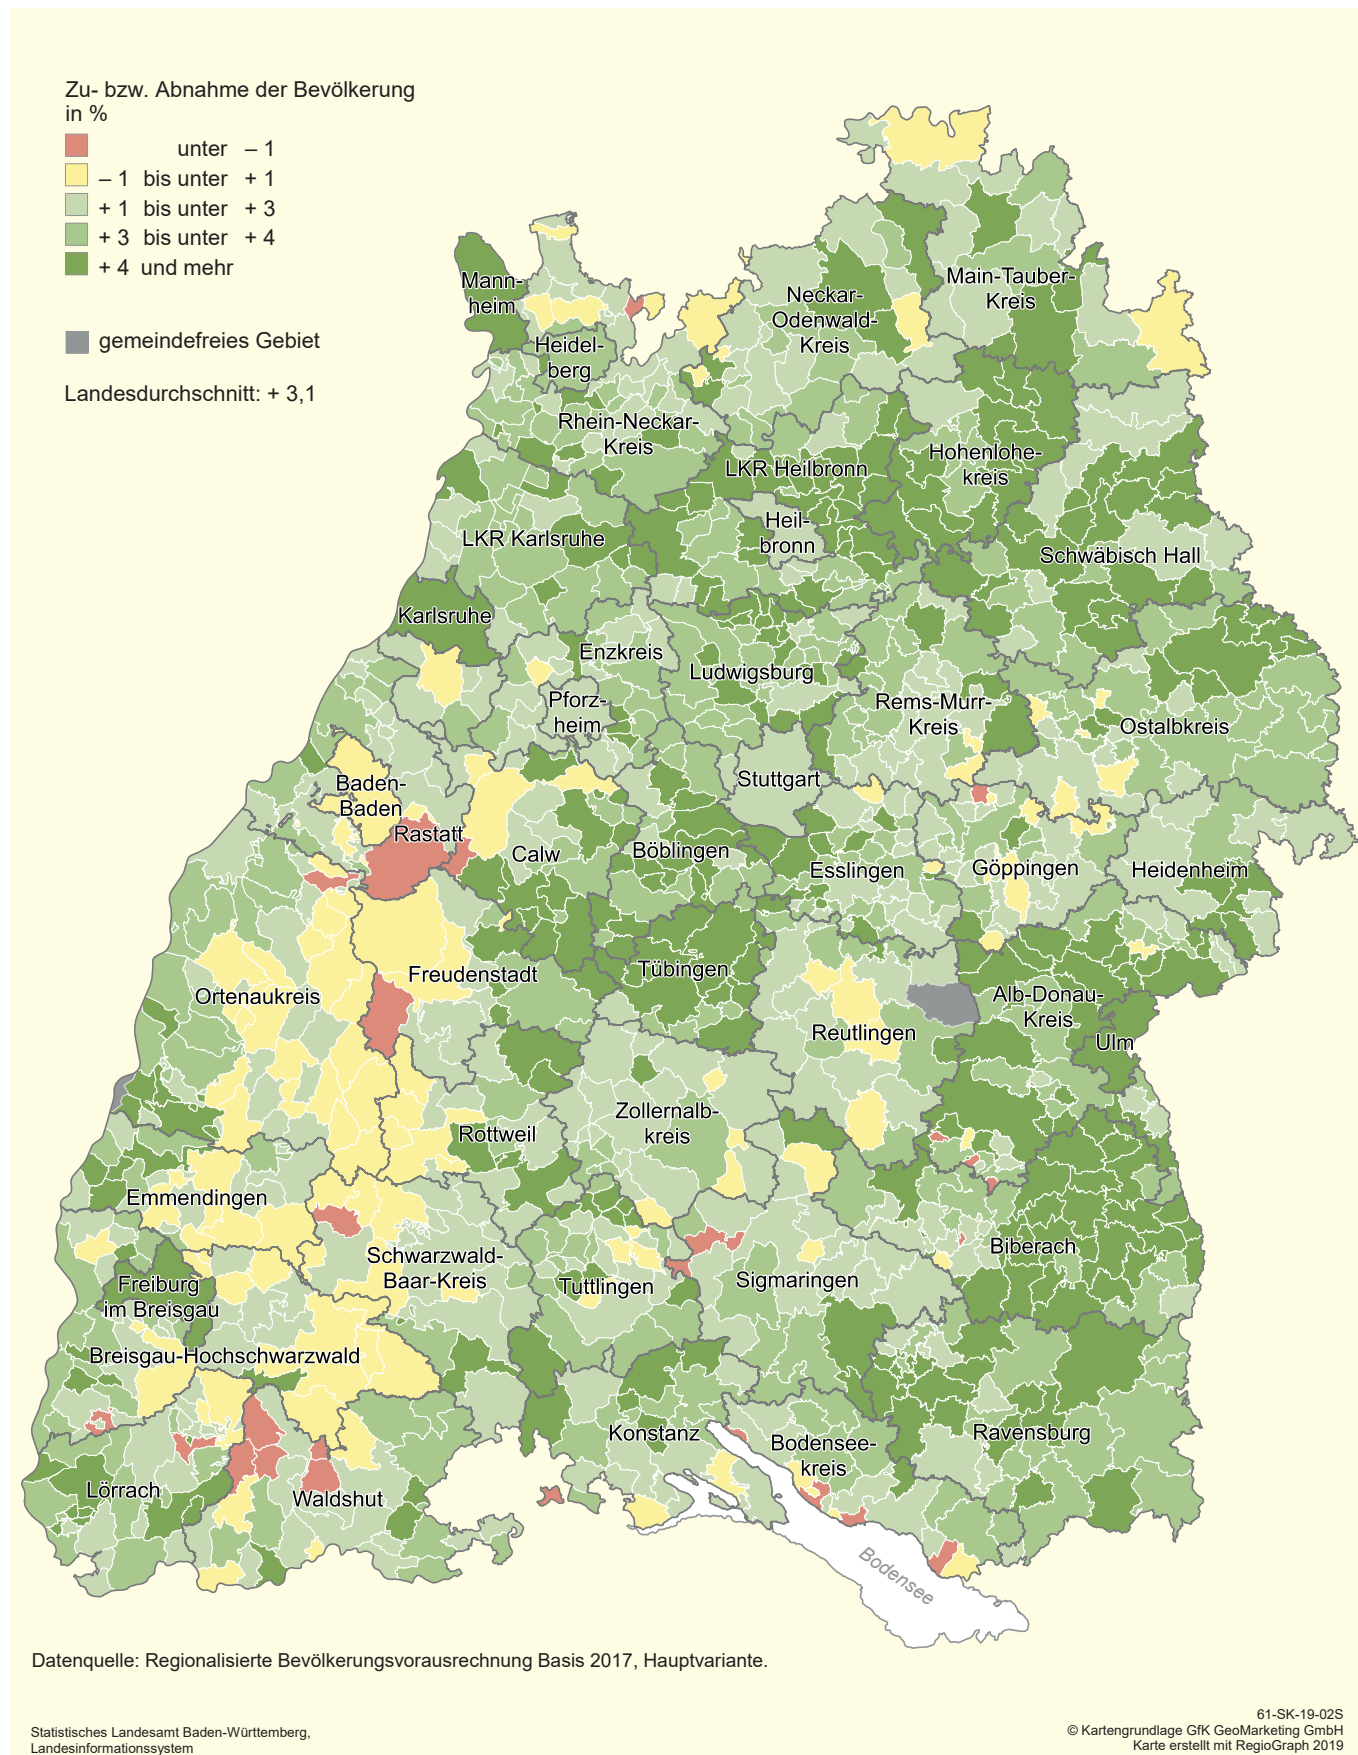 Zu- bzw. Abnahme der Bevölkerung
in %
unter – 1
– 1 bis unter + 1
+ 1 bis unter + 3
+ 3 bis unter + 4
+ 4 und mehr
gemeindefreies Gebiet
Landesdurchschnitt: + 3,1
Mann-
heim
Heidel-
berg
Rhein-Neckar-
Kreis
Neckar-
Odenwald-
Kreis
Main-Tauber-
Kreis
LKR Heilbronn
Hohenlohe-
kreis
Heil-
bronn
LKR Karlsruhe
Schwäbisch Hall
Karlsruhe
Enzkreis
Ludwigsburg
Pforz-
heim
Rems-Murr-
Kreis
Ostalbkreis
Stuttgart
Baden-
Baden
Rastatt
Calw
Böblingen
Esslingen
Göppingen
Heidenheim
Freudenstadt
Tübingen
Ortenaukreis
Reutlingen
Alb-Donau-
Kreis
Ulm
Zollernalb-
kreis
Rottweil
Emmendingen
Schwarzwald-
Baar-Kreis
Tuttlingen
Sigmaringen
Biberach
Freiburg
im Breisgau
Breisgau-Hochschwarzwald
Konstanz
Bodensee-
kreis
Ravensburg
Lörrach
Waldshut
Bodensee
Datenquelle: Regionalisierte Bevölkerungsvorausrechnung Basis 2017, Hauptvariante.
Statistisches Landesamt Baden-Württemberg,
Landesinformationssystem
61-SK-19-02S
© Kartengrundlage GfK GeoMarketing GmbH
Karte erstellt mit RegioGraph 2019